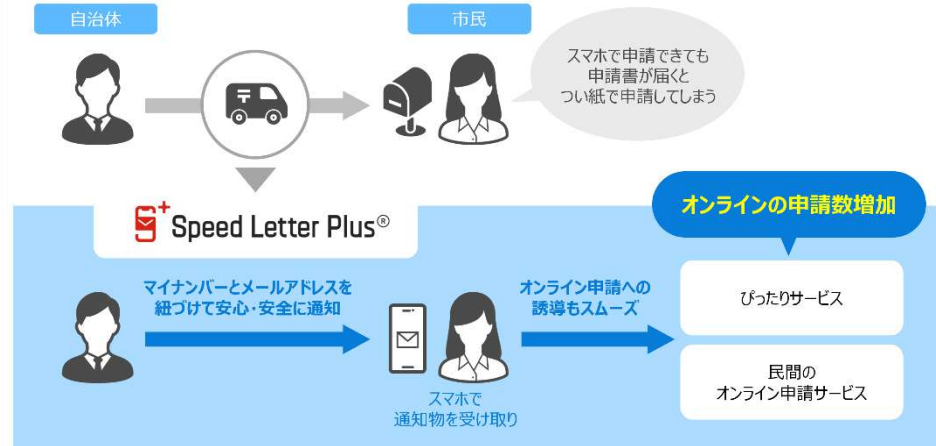 自治体
市民
スマホで申請できても
申請書が届くと
つい紙で申請してしまう
〒
Speed Letter Plus®
オンラインの申請数増加
マイナンバーとメールアドレスを
紐づけて安心・安全に通知
オンライン申請への
誘導もスムーズ
スマホで
通知物を受け取り
ぴったりサービス
民間の
オンライン申請サービス